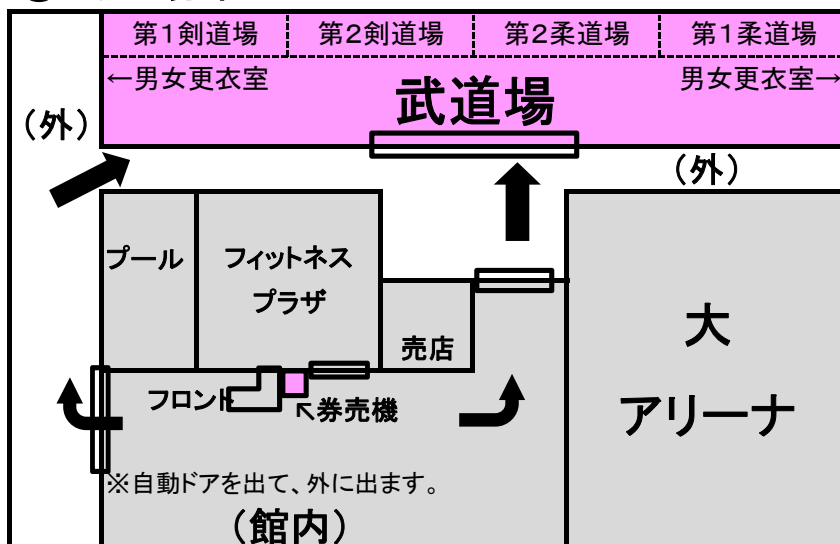 第1剣道場
第2剣道場
第2柔道場
第1柔道場
←男女更衣室
男女更衣室→
武道場
（外）
（外）
プール
フィットネス
プラザ
売店
大
アリーナ
フロント
↖券売機
※自動ドアを出て、外に出ます。
（館内）